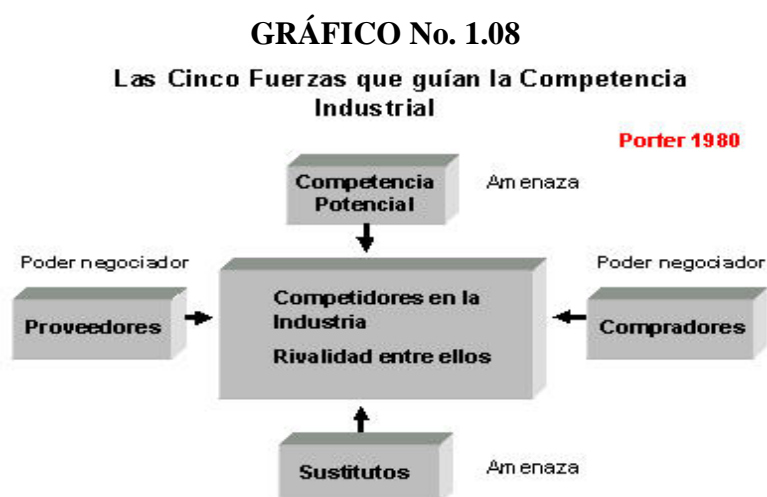 GRÁFICO No. 1.08
Las Cinco Fuerzas que guían la Competencia
Industrial
Porter 1980
Competencia
Potencial
Amenaza
Poder negociador
Poder negociador
Proveedores
Competidores en la
Industria
Rivalidad entre ellos
Compradores
Sustitutos
Amenaza